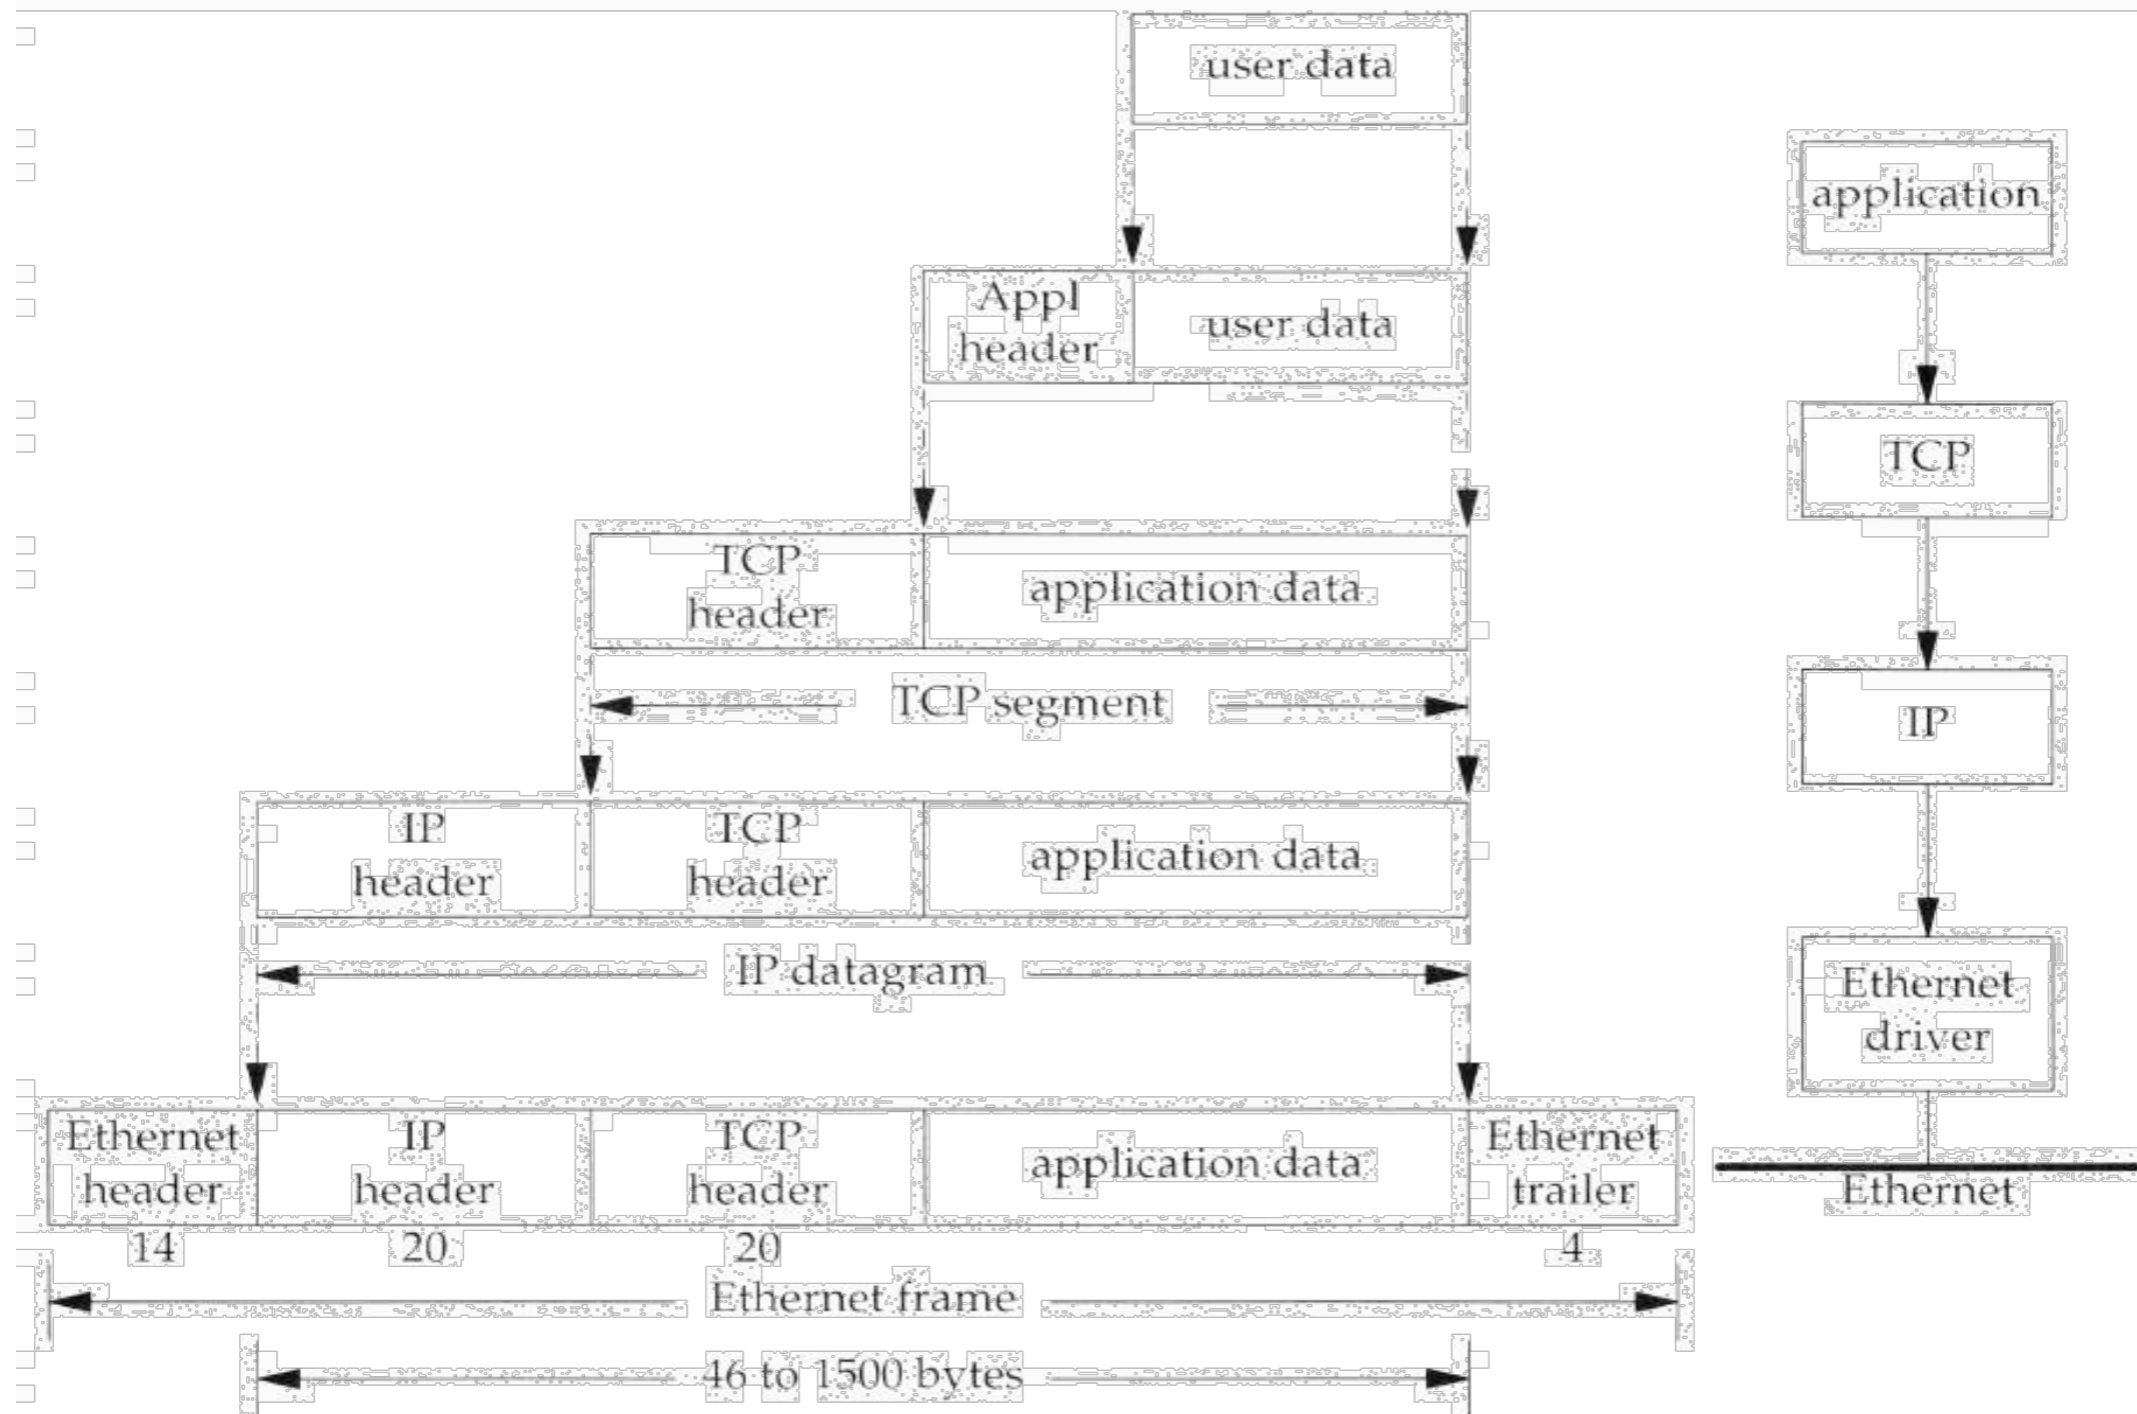 user data
application
Appl
header
user data
TCP
TCP
header
application data
TCP segment
IP
IP
header
TCP
header
application data
IP datagram
Ethernet
driver
Ethernet
header
IP
header
TCP
header
application data
Ethernet
trailer
Ethernet
14
20
20
4
Ethernet frame
46 to 1500 bytes